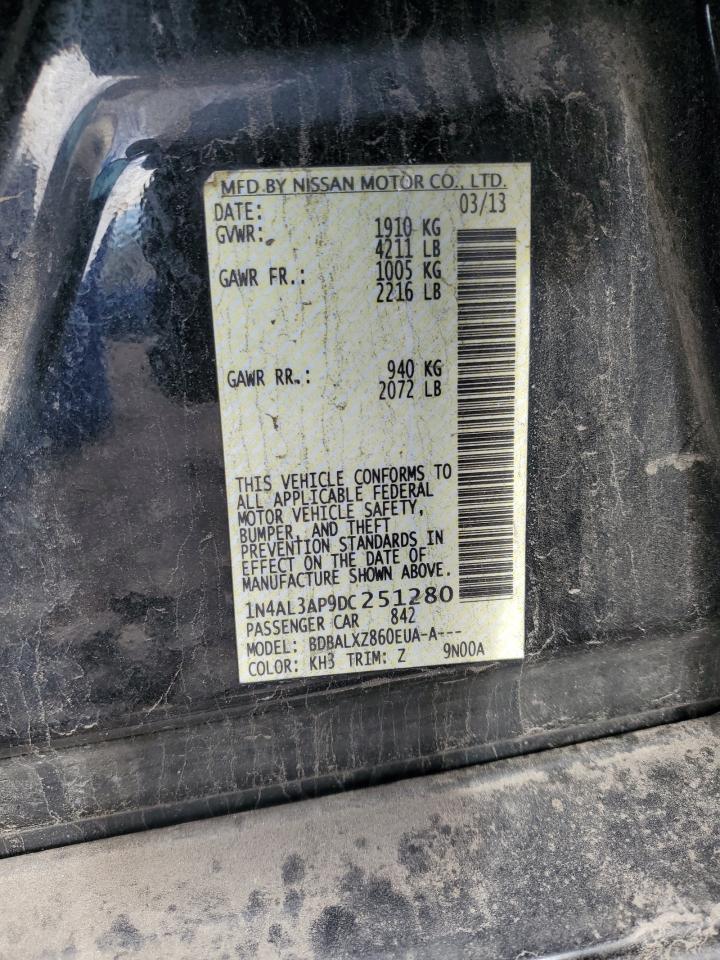 MFD.BY NISSAN MOTOR CO., LTD.
DATE: 03/13
GVWR: 1910 KG
4211 LB
GAWR FR.: 1005 KG
2216 LB
GAWR RR.: 940 KG
2072 LB
THIS VEHICLE CONFORMS TO
ALL APPLICABLE FEDERAL
MOTOR VEHICLE SAFETY,
BUMPER, AND THEFT
PREVENTION STANDARDS IN
EFFECT ON THE DATE OF
MANUFACTURE SHOWN ABOVE.
1N4AL3AP9DC251280
PASSENGER CAR 842
MODEL: BDBALXZ860EUA-A---
COLOR: KH3 TRIM: Z 9N00A